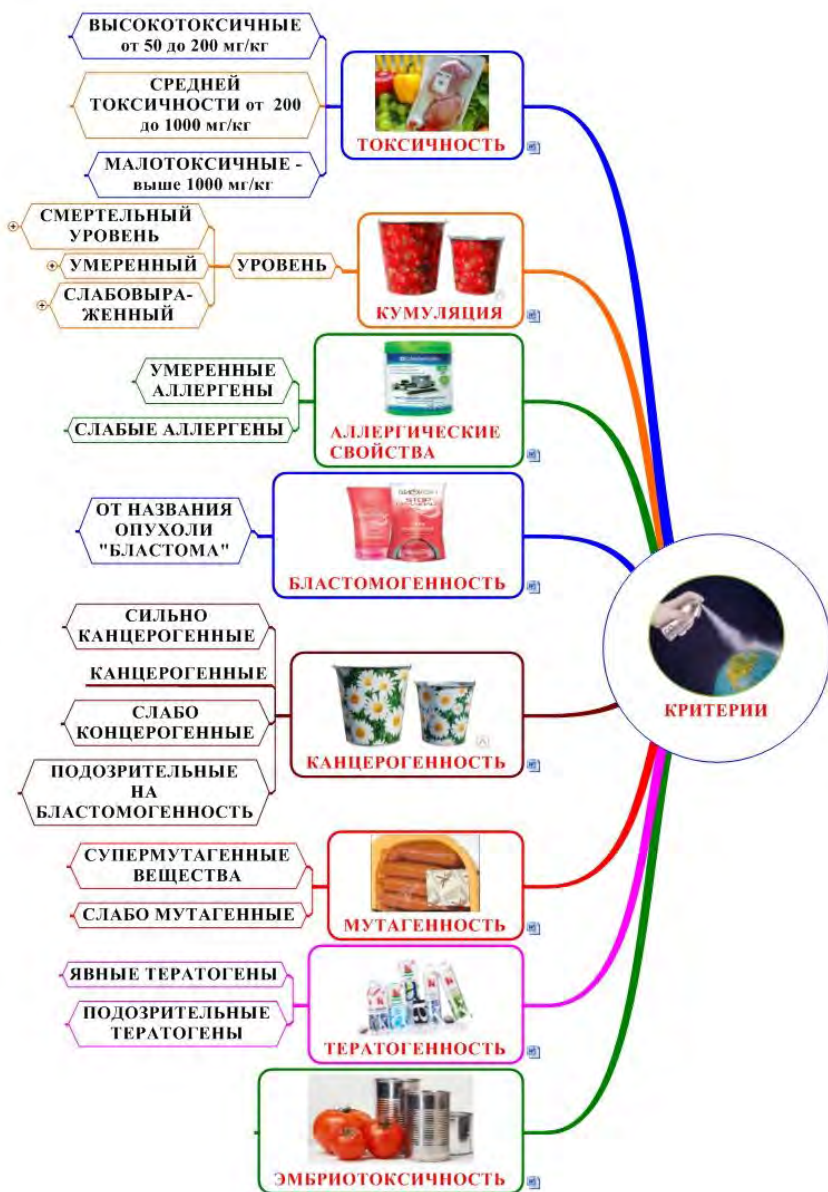 ВЫСОКОТОКСИЧНЫЕ
от 50 до 200 мг/кг
СРЕДНЕЙ
ТОКСИЧНОСТИ от 200
до 1000 мг/кг
МАЛОТОКСИЧНЫЕ -
выше 1000 мг/кг
ТОКСИЧНОСТЬ
СМЕРТЕЛЬНЫЙ
УРОВЕНЬ
УМЕРЕННЫЙ
СЛАБОВЫРА-
ЖЕННЫЙ
УРОВЕНЬ
КУМУЛЯЦИЯ
УМЕРЕННЫЕ
АЛЛЕРГЕНЫ
СЛАБЫЕ АЛЛЕРГЕНЫ
АЛЛЕРГИЧЕСКИЕ
СВОЙСТВА
ОТ НАЗВАНИЯ
ОПУХОЛИ
"БЛАСТОМА"
БЛАСТОМОГЕННОСТЬ
СИЛЬНО
КАНЦЕРОГЕННЫЕ
КАНЦЕРОГЕННЫЕ
СЛАБО
КОНЦЕРОГЕННЫЕ
ПОДОЗРИТЕЛЬНЫЕ
НА
БЛАСТОМОГЕННОСТЬ
КАНЦЕРОГЕННОСТЬ
СУПЕРМУТАГЕННЫЕ
ВЕЩЕСТВА
СЛАБО МУТАГЕННЫЕ
МУТАГЕННОСТЬ
ЯВНЫЕ ТЕРАТОГЕНЫ
ПОДОЗРИТЕЛЬНЫЕ
ТЕРАТОГЕНЫ
ТЕРАТОГЕННОСТЬ
ЭМБРИОТОКСИЧНОСТЬ
КРИТЕРИИ